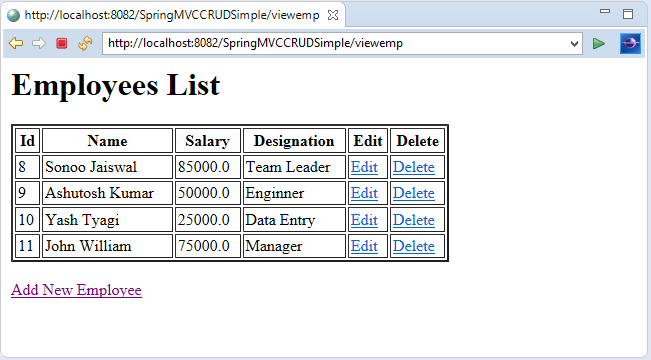 http://localhost:8082/SpringMVCCRUDSimple/viewemp
http://localhost:8082/SpringMVCCRUDSimple/viewemp
Employees List
Id Name Salary Designation Edit Delete
8 Sonoo Jaiswal 85000.0 Team Leader Edit Delete
9 Ashutosh Kumar 50000.0 Enginner Edit Delete
10 Yash Tyagi 25000.0 Data Entry Edit Delete
11 John William 75000.0 Manager Edit Delete
Add New Employee